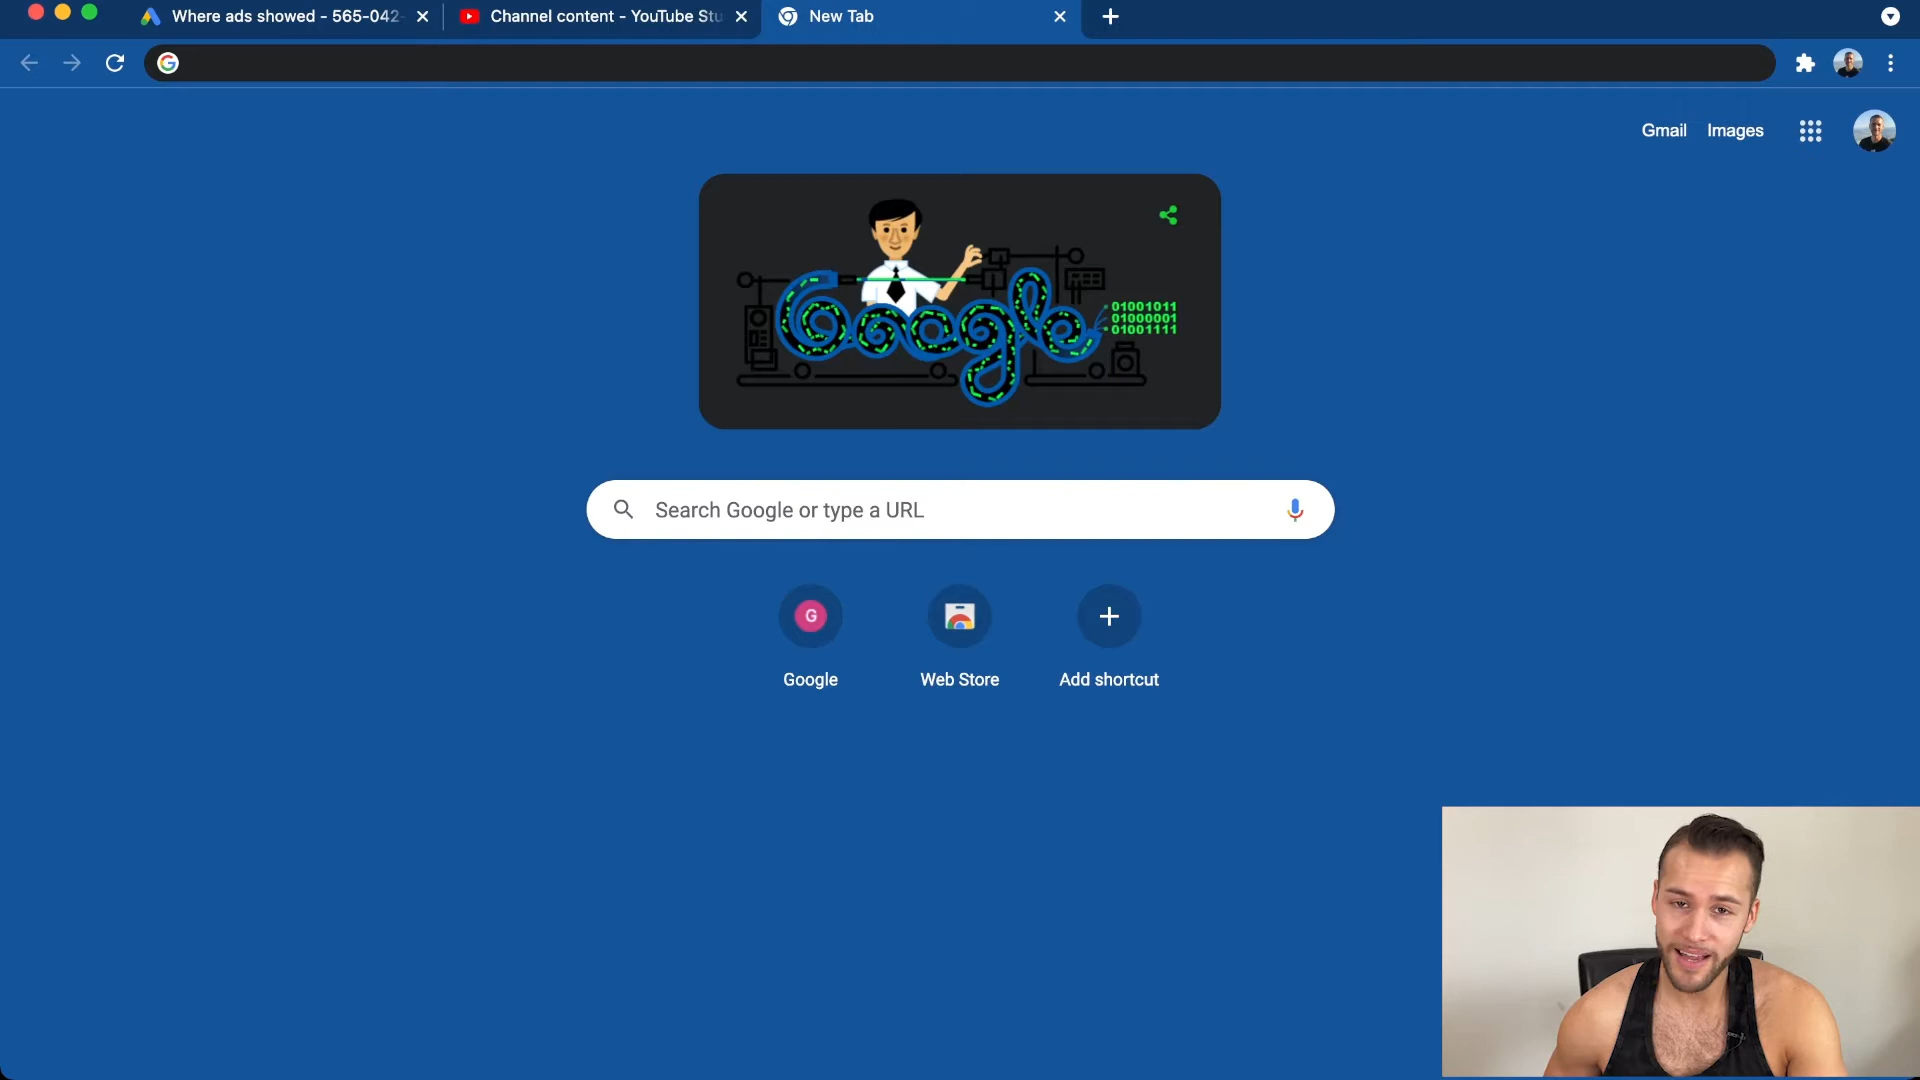 Where ads showed - 565-042-
Channel content - YouTube Stu
New Tab
Gmail
Images
Google
01001011
01000001
01001111
Search Google or type a URL
G
Google
Web Store
Add shortcut